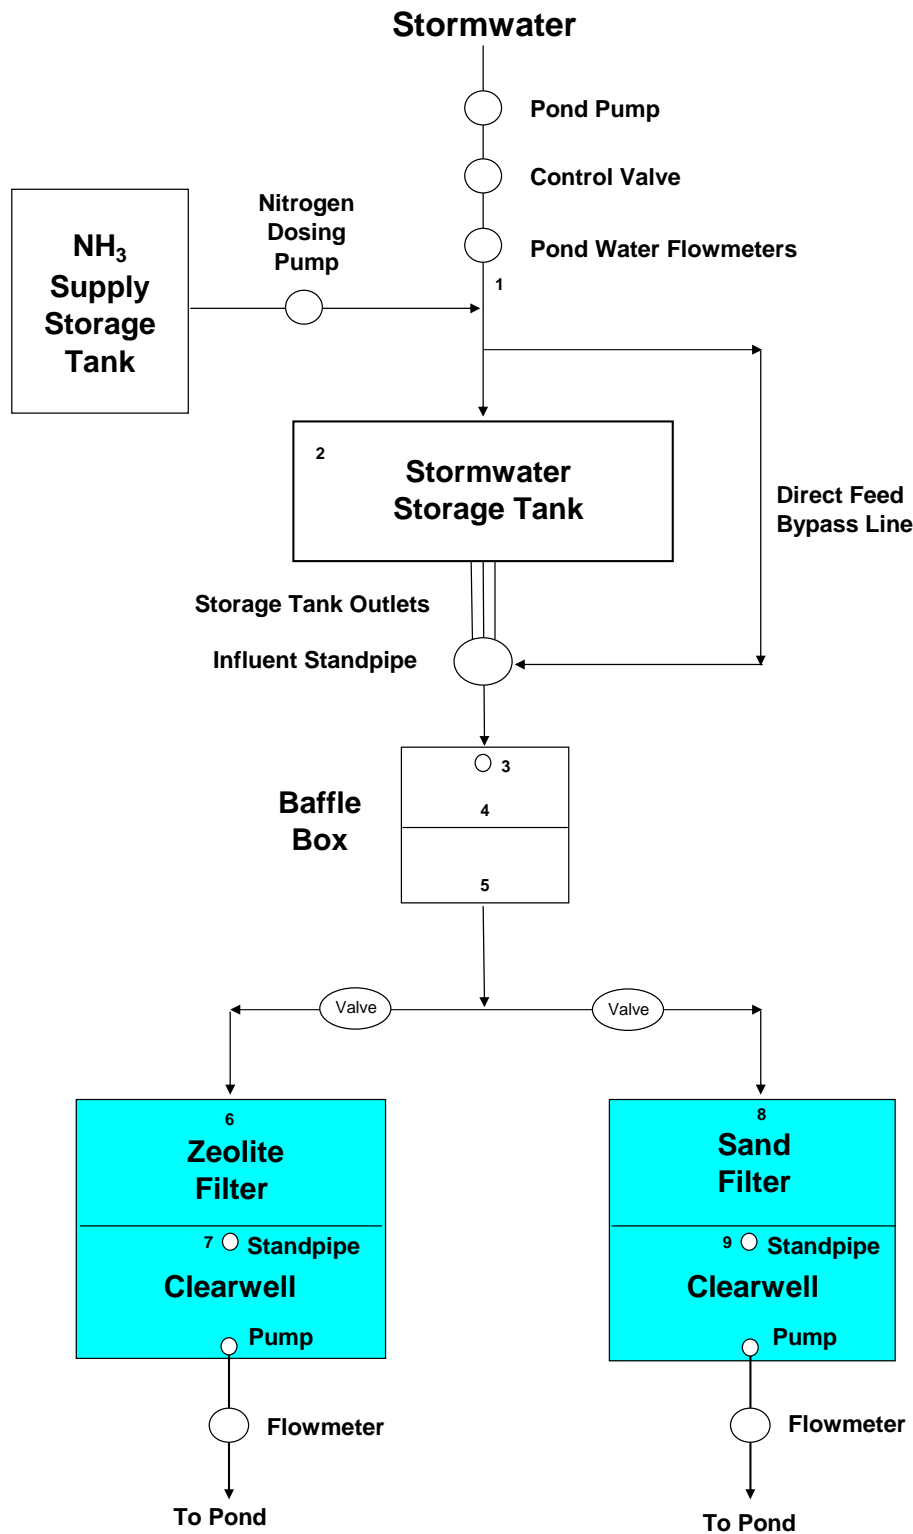 Stormwater
Pond Pump
Control Valve
Nitrogen
Dosing
Pump
Pond Water Flowmeters
NH₃
Supply
Storage
Tank
1
2
Stormwater
Storage Tank
Direct Feed
Bypass Line
Storage Tank Outlets
Influent Standpipe
3
Baffle
Box
4
5
Valve
Valve
6
Zeolite
Filter
7 Standpipe
Clearwell
Pump
Flowmeter
To Pond
8
Sand
Filter
9 Standpipe
Clearwell
Pump
Flowmeter
To Pond